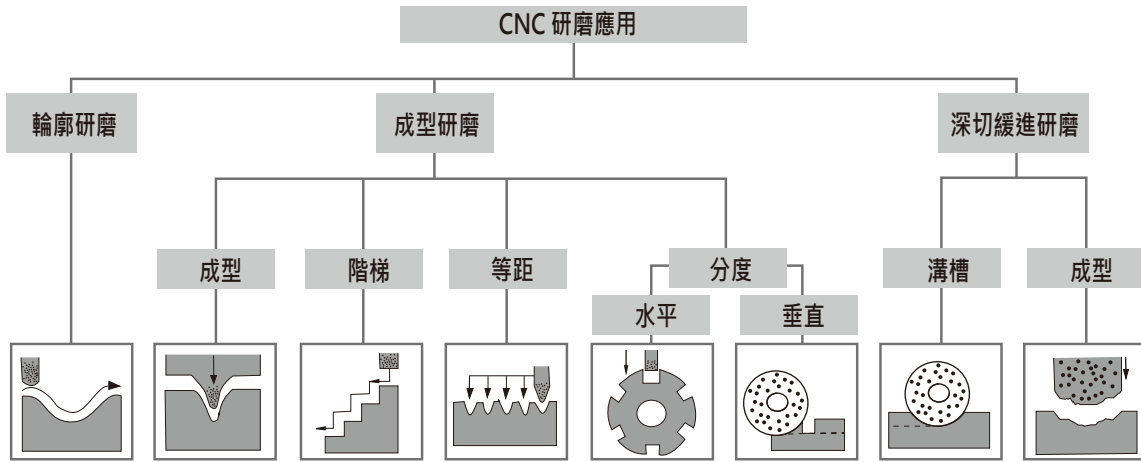 CNC 研磨應用
輪廓研磨
成型研磨
深切緩進研磨
成型
階梯
等距
分度
溝槽
成型
水平
垂直